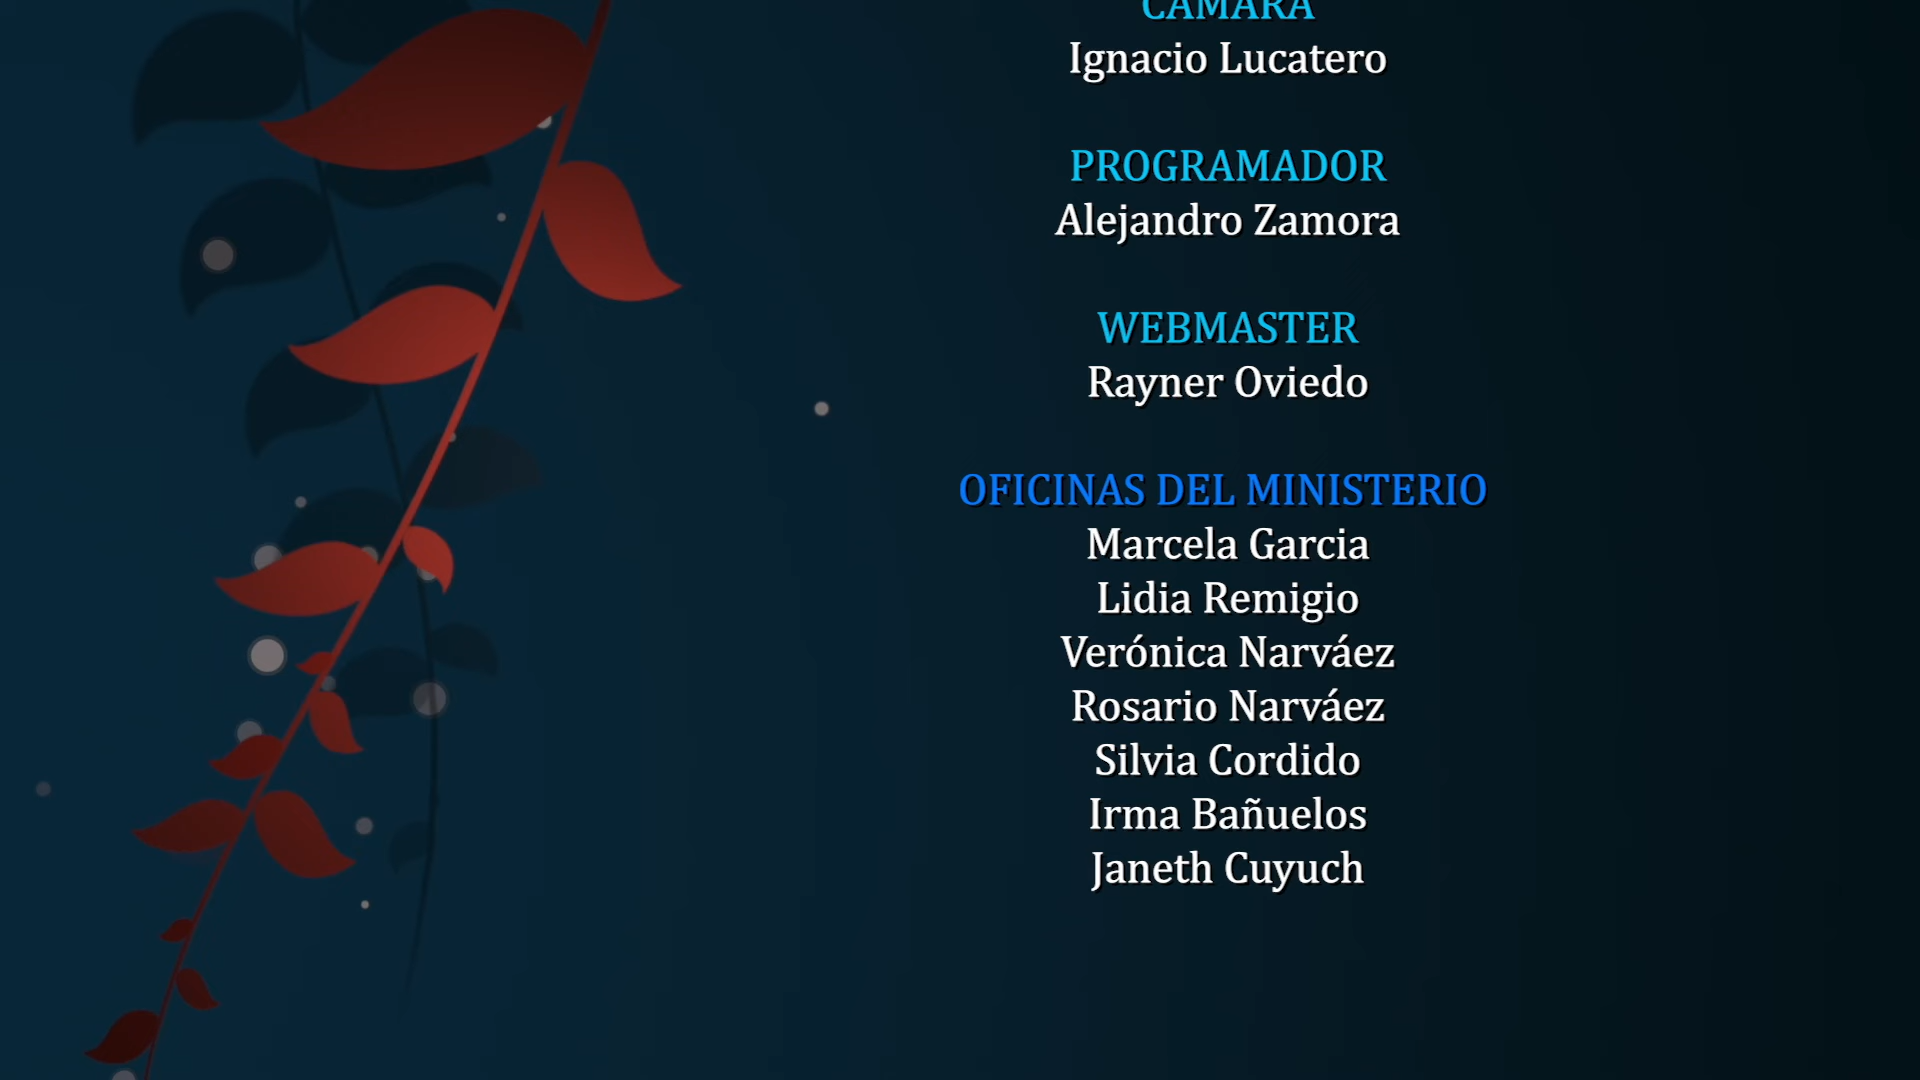 CÁMARA
Ignacio Lucatero
PROGRAMADOR
Alejandro Zamora
WEBMASTER
Rayner Oviedo
OFICINAS DEL MINISTERIO
Marcela Garcia
Lidia Remigio
Verónica Narváez
Rosario Narváez
Silvia Cordido
Irma Bañuelos
Janeth Cuyuch